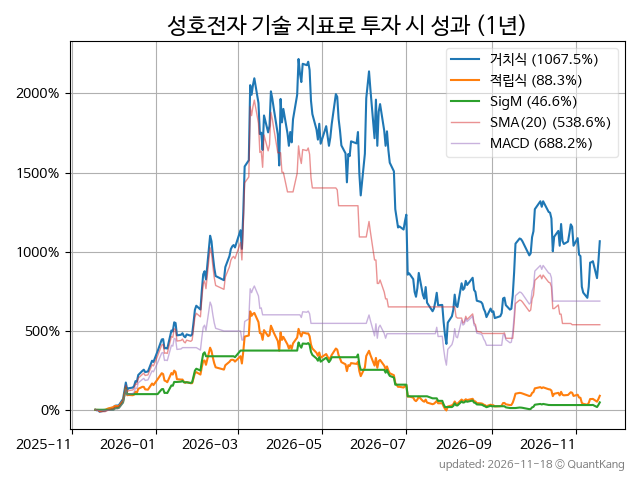 성호전자 기술 지표로 투자 시 성과 (1년)
거치식 (1067.5%)
적립식 (88.3%)
SigM (46.6%)
SMA(20) (538.6%)
MACD (688.2%)
2000%
1500%
1000%
500%
0%
2025-11 2026-01 2026-03 2026-05 2026-07 2026-09 2026-11
updated: 2026-11-18 © QuantKang